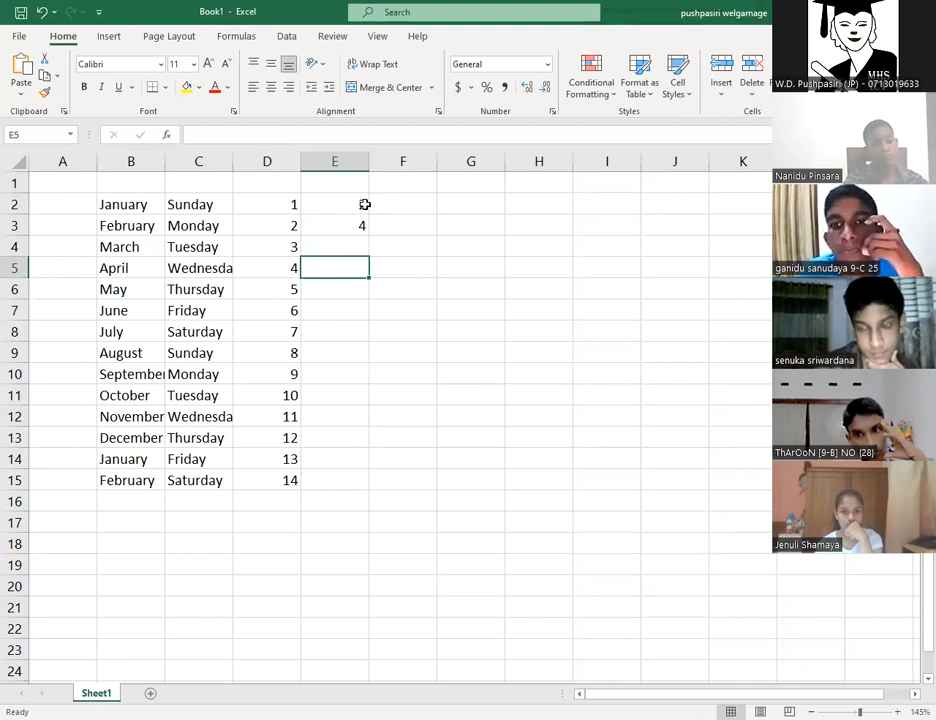 Book1 - Excel
Search
pushpasiri welgamage
File Home Insert Page Layout Formulas Data Review View Help
Paste
Calibri 11 A A
B I U A
Wrap Text
Merge & Center
General
$ % ,
Conditional Formatting
Format as Table
Cell Styles
Insert
Delete
Clipboard Font Alignment Number Styles Cells
E5 fx
A B C D E F G H I J K
1
2 January Sunday 1
3 February Monday 2 4
4 March Tuesday 3
5 April Wednesda 4
6 May Thursday 5
7 June Friday 6
8 July Saturday 7
9 August Sunday 8
10 September Monday 9
11 October Tuesday 10
12 November Wednesda 11
13 December Thursday 12
14 January Friday 13
15 February Saturday 14
16
17
18
19
20
21
22
23
24
Sheet1
Ready
145%
MHS
W.D. Pushpasiri (JP) - 0713019633
Nanidu Pinsara
ganidu sanudaya 9-C 25
senuka sriwardana
ThArOoN [9-B] NO {28}
Jenuli Shamaya